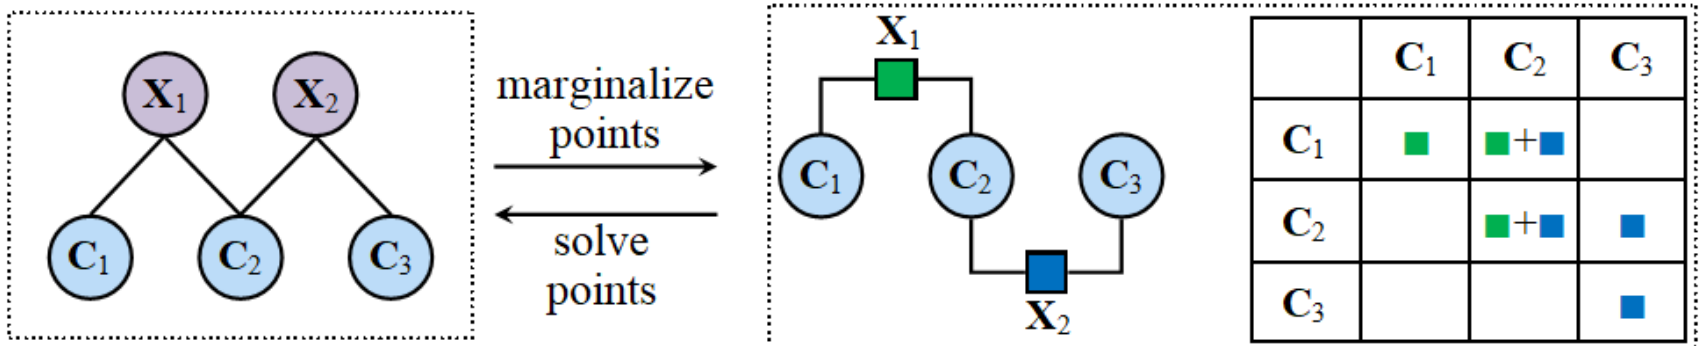 X₁ X₂
C₁ C₂ C₃
marginalize
points
solve
points
X₁
C₁ C₂ C₃
X₂
C₁ C₂ C₃
C₁ + 
C₂ + 
C₃